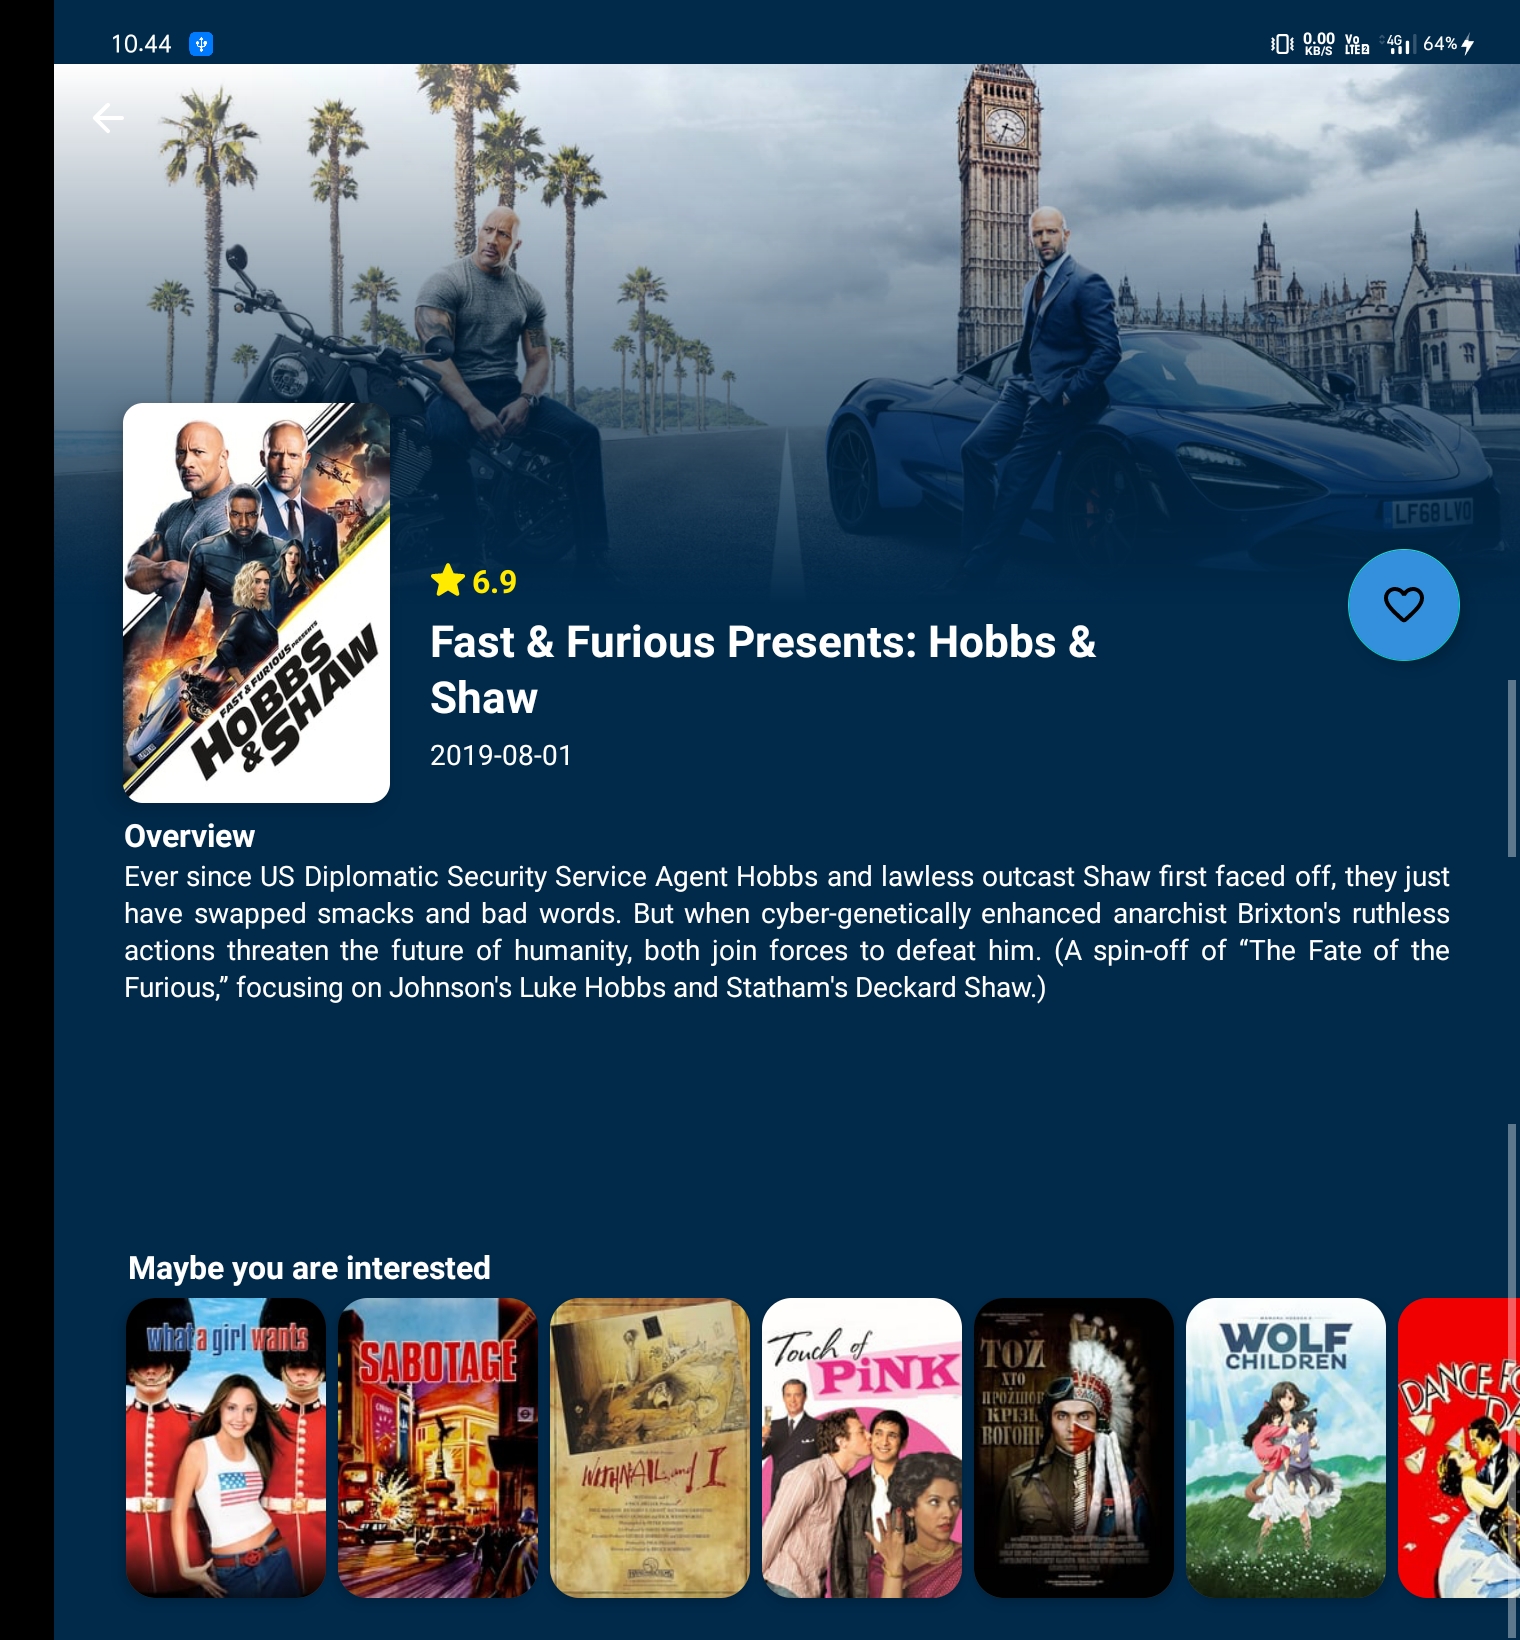 10.44
0.00
KB/S
Vo
LTE 2
4G
64%
LF68 LVO
FAST & FURIOUS PRESENTS
HOBBS
& SHAW
6.9
Fast & Furious Presents: Hobbs &
Shaw
2019-08-01
Overview
Ever since US Diplomatic Security Service Agent Hobbs and lawless outcast Shaw first faced off, they just
have swapped smacks and bad words. But when cyber-genetically enhanced anarchist Brixton's ruthless
actions threaten the future of humanity, both join forces to defeat him. (A spin-off of “The Fate of the
Furious,” focusing on Johnson's Luke Hobbs and Statham's Deckard Shaw.)
Maybe you are interested
what a girl wants
SABOTAGE
WITHNAIL and I
Touch of
PiNK
ТОЙ
ХТО
ПРОЙШОВ
КРІЗЬ
ВОГОНЬ
WOLF
CHILDREN
DANCE